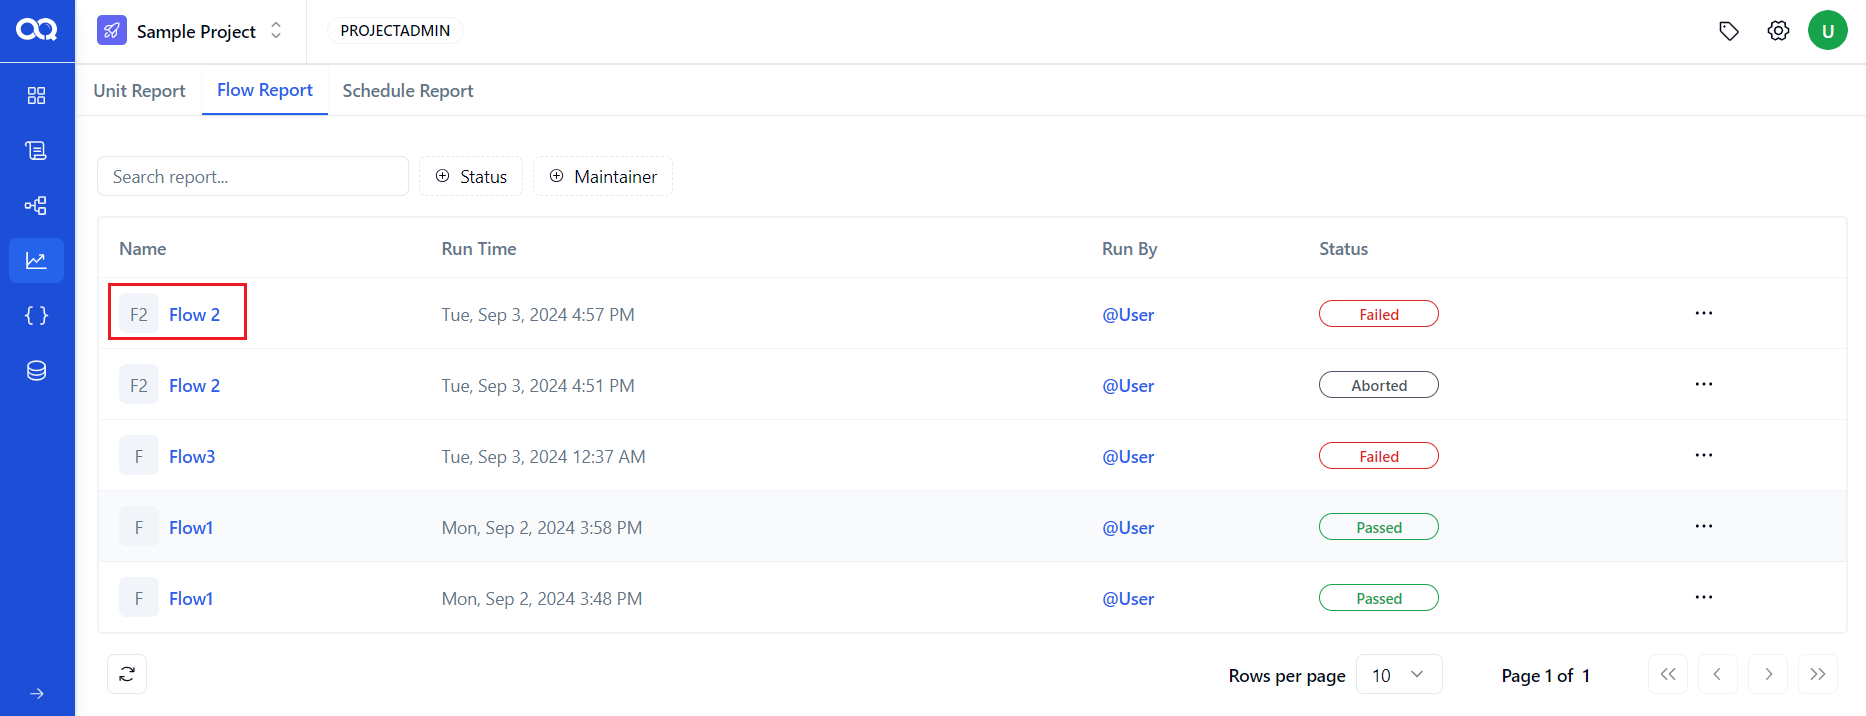 Sample Project PROJECTADMIN U
Unit Report Flow Report Schedule Report
Search report... Status Maintainer
Name Run Time Run By Status
F2 Flow 2 Tue, Sep 3, 2024 4:57 PM @User Failed
F2 Flow 2 Tue, Sep 3, 2024 4:51 PM @User Aborted
F Flow3 Tue, Sep 3, 2024 12:37 AM @User Failed
F Flow1 Mon, Sep 2, 2024 3:58 PM @User Passed
F Flow1 Mon, Sep 2, 2024 3:48 PM @User Passed
Rows per page 10 Page 1 of 1